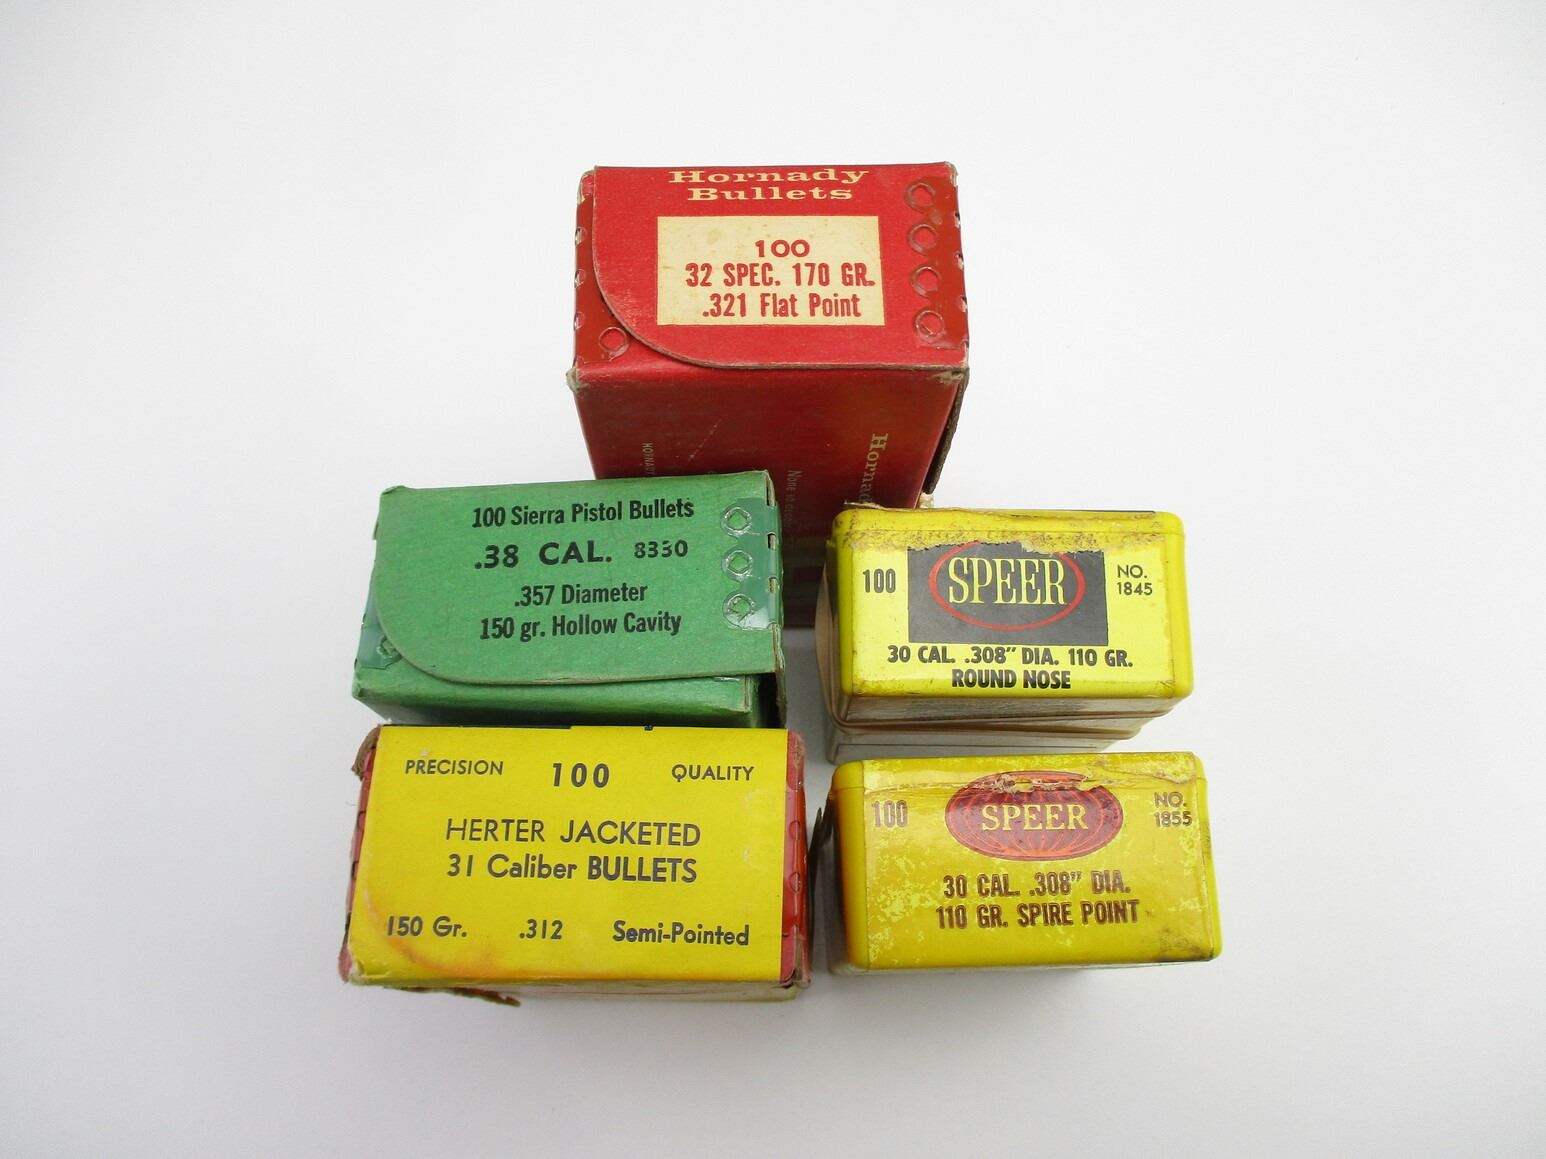 Hornady
Bullets
100
32 SPEC. 170 GR.
.321 Flat Point
100 Sierra Pistol Bullets
.38 CAL. 8330
.357 Diameter
150 gr. Hollow Cavity
100 SPEER NO.
1845
30 CAL. .308" DIA. 110 GR.
ROUND NOSE
PRECISION 100 QUALITY
HERTER JACKETED
31 Caliber BULLETS
150 Gr. .312 Semi-Pointed
100 SPEER NO.
1855
30 CAL. .308" DIA.
110 GR. SPIRE POINT